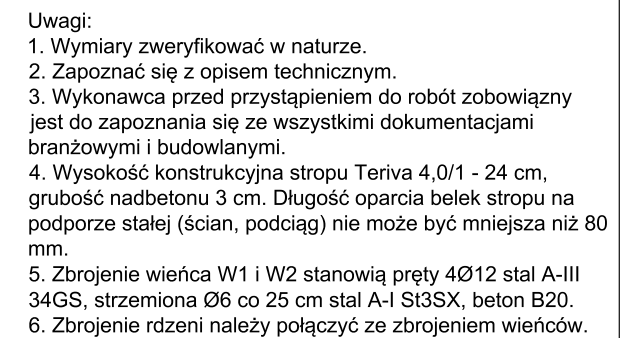 Uwagi:
1. Wymiary zweryfikować w naturze.
2. Zapoznać się z opisem technicznym.
3. Wykonawca przed przystąpieniem do robót zobowiązny
jest do zapoznania się ze wszystkimi dokumentacjami
branżowymi i budowlanymi.
4. Wysokość konstrukcyjna stropu Teriva 4,0/1 - 24 cm,
grubość nadbetonu 3 cm. Długość oparcia belek stropu na
podporze stałej (ścian, podciąg) nie może być mniejsza niż 80
mm.
5. Zbrojenie wieńca W1 i W2 stanowią pręty 4Ø12 stal A-III
34GS, strzemiona Ø6 co 25 cm stal A-I St3SX, beton B20.
6. Zbrojenie rdzeni należy połączyć ze zbrojeniem wieńców.